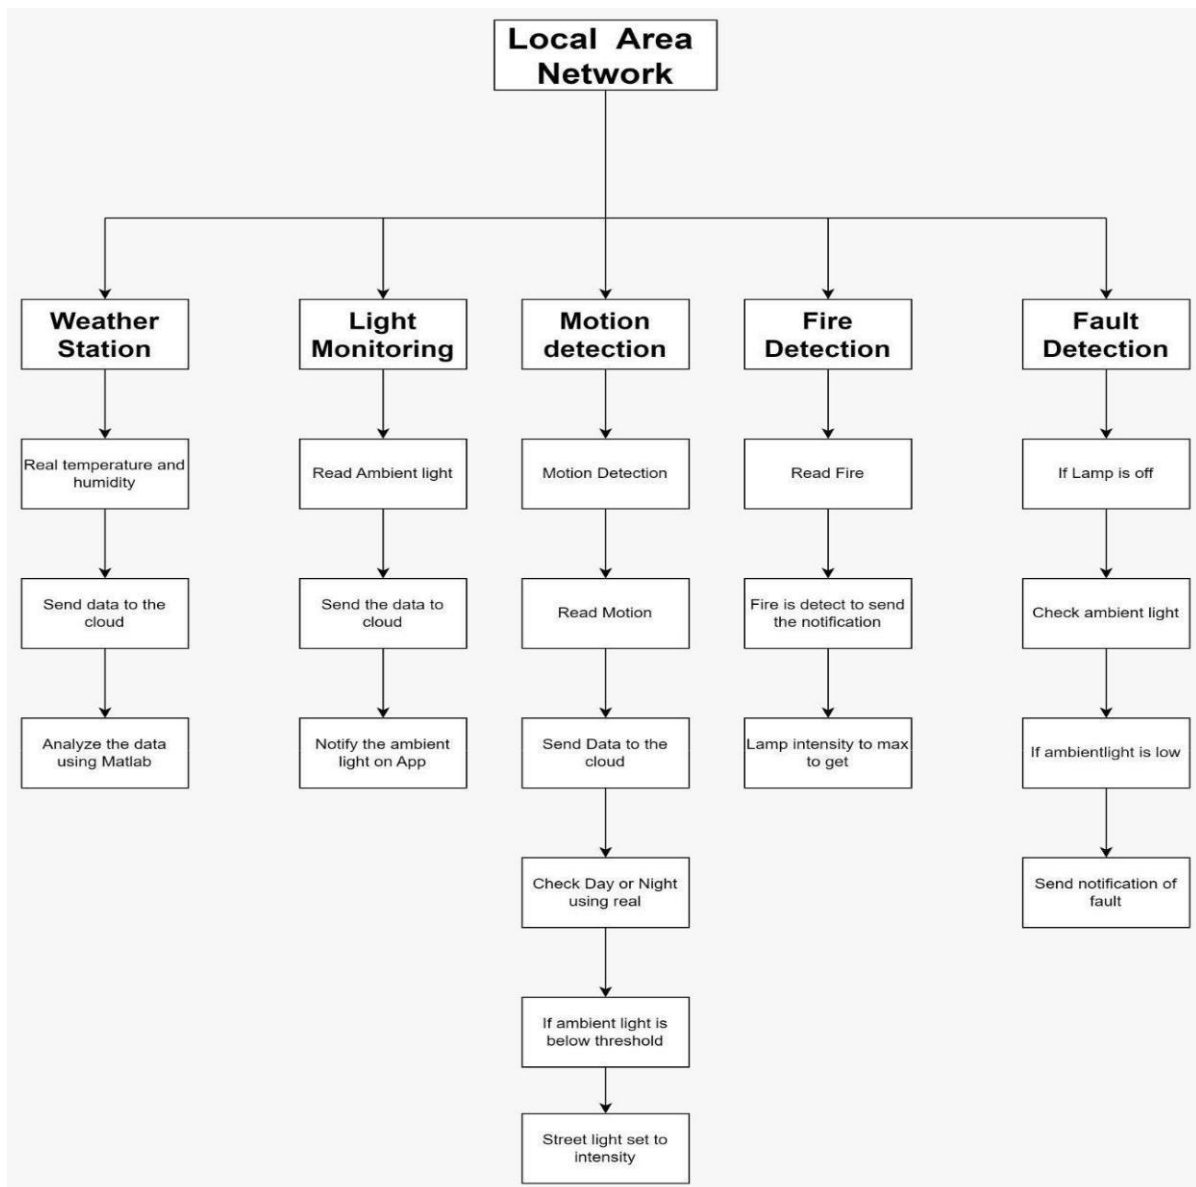 Local Area
Network
Weather
Station
Light
Monitoring
Motion
detection
Fire
Detection
Fault
Detection
Real temperature and
humidity
Read Ambient light
Motion Detection
Read Fire
If Lamp is off
Send data to the
cloud
Send the data to
cloud
Read Motion
Fire is detect to send
the notification
Check ambient light
Analyze the data
using Matlab
Notify the ambient
light on App
Send Data to the
cloud
Lamp intensity to max
to get
If ambientlight is low
Check Day or Night
using real
Send notification of
fault
If ambient light is
below threshold
Street light set to
intensity